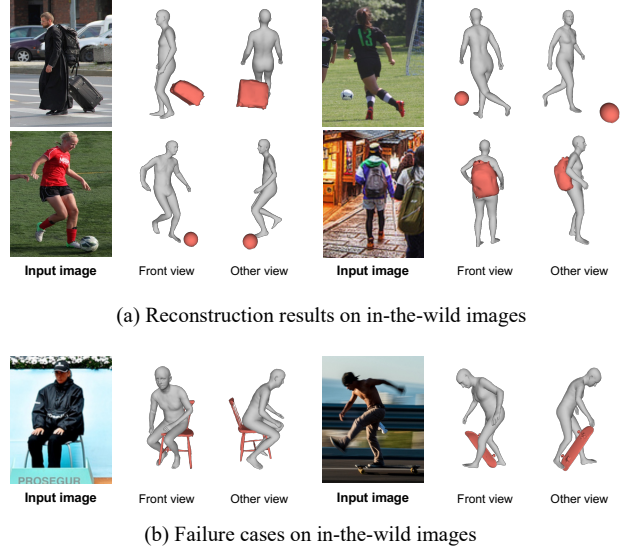 13
Input image Front view Other view Input image Front view Other view
(a) Reconstruction results on in-the-wild images
PROSEGUR
Input image Front view Other view Input image Front view Other view
(b) Failure cases on in-the-wild images